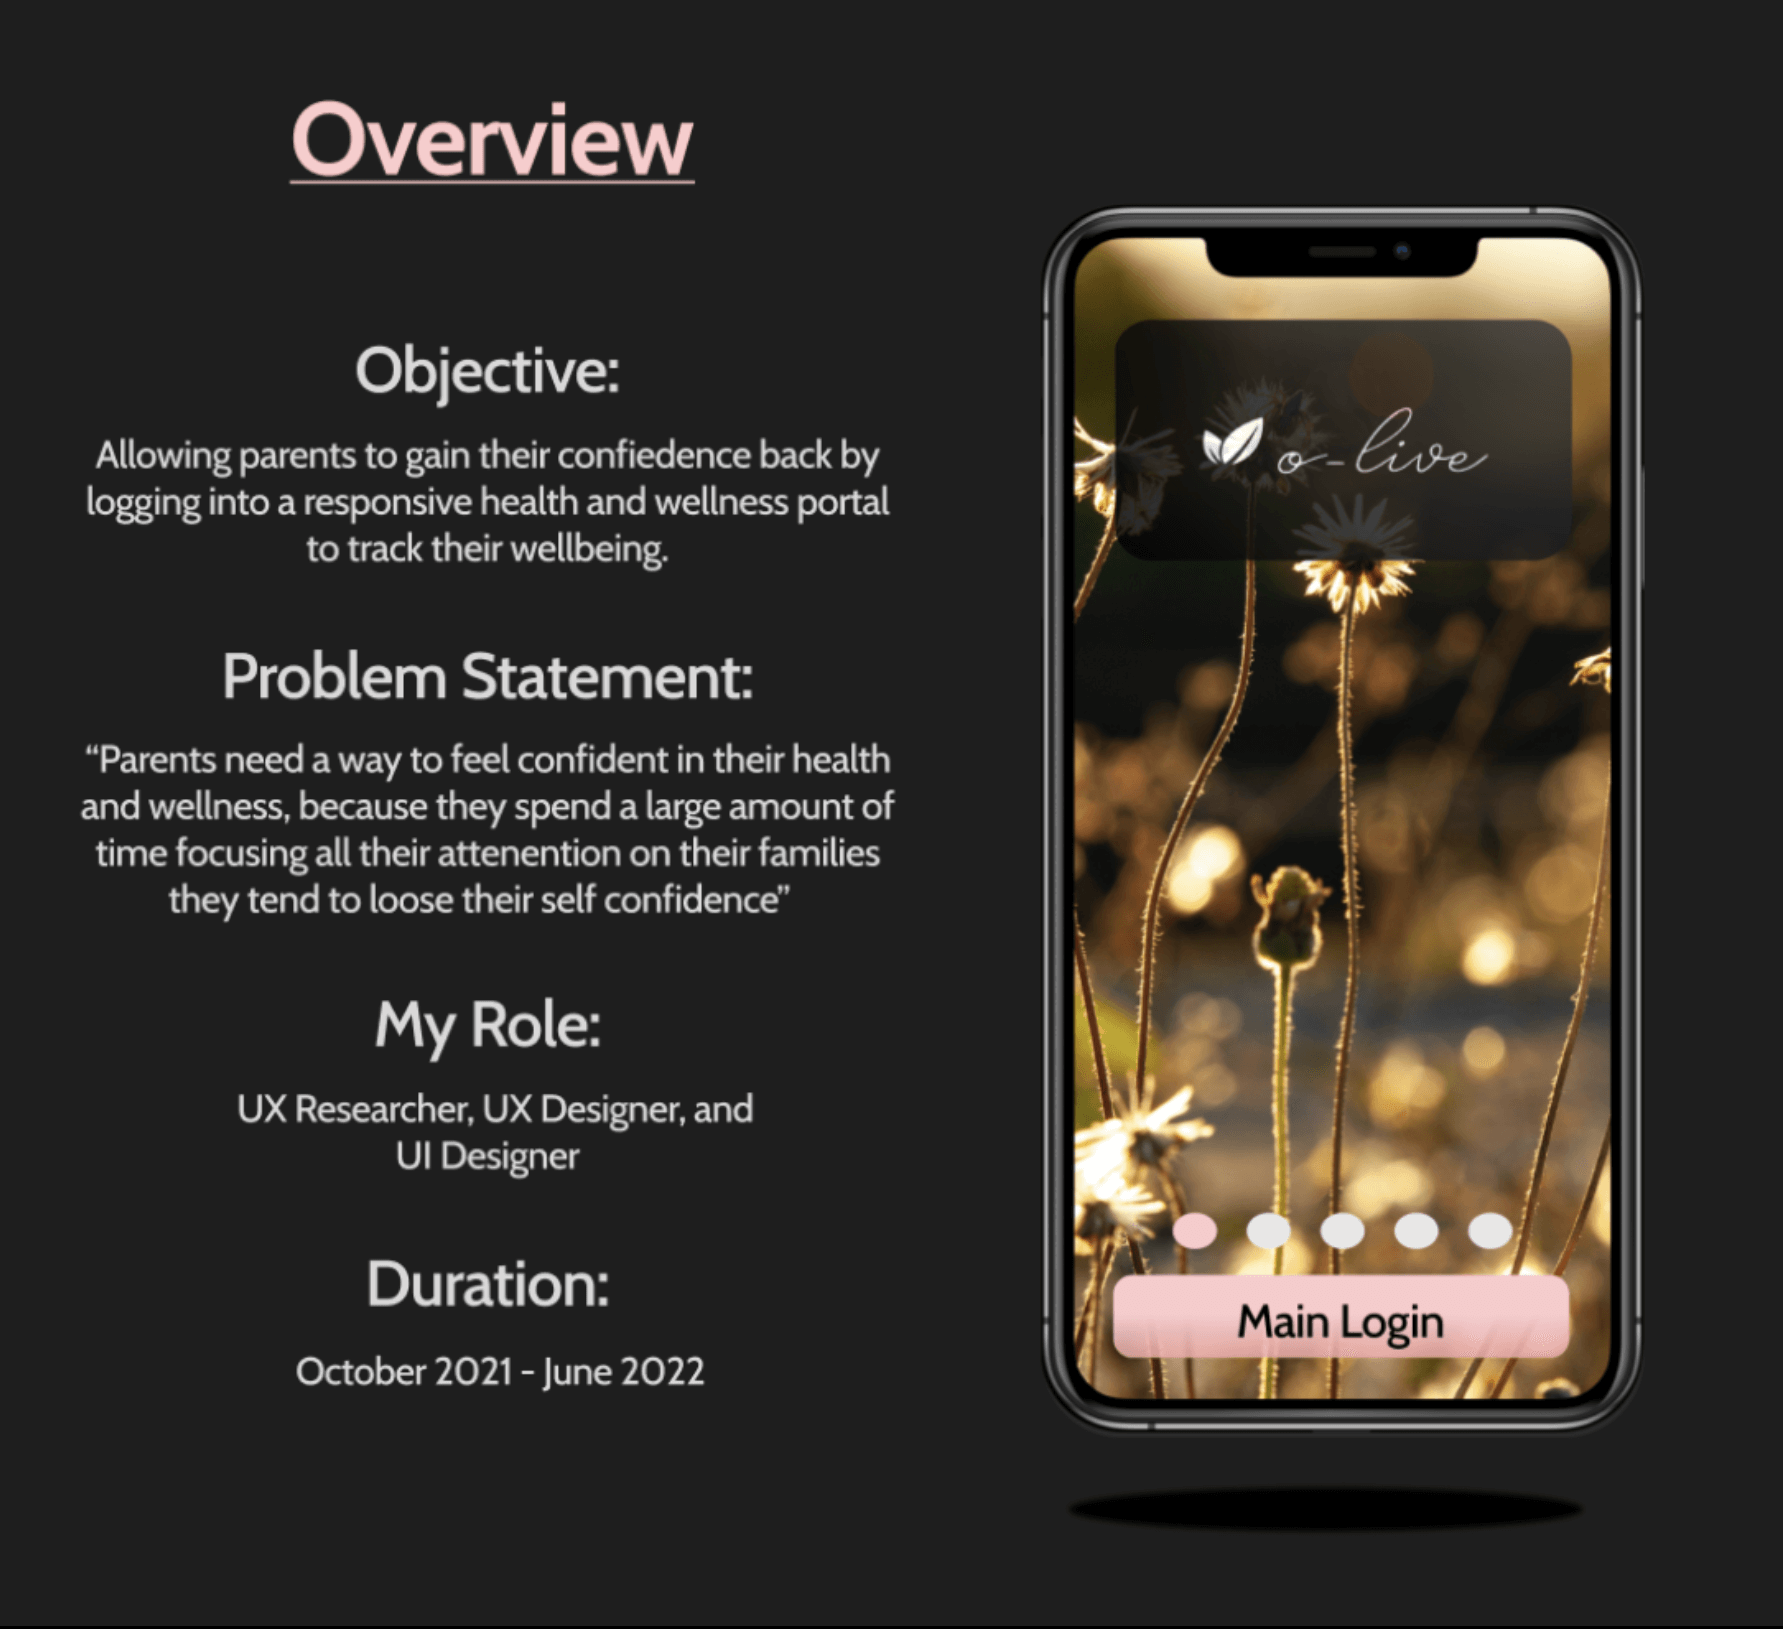 Overview
Objective:
Allowing parents to gain their confiedence back by
logging into a responsive health and wellness portal
to track their wellbeing.
Problem Statement:
“Parents need a way to feel confident in their health
and wellness, because they spend a large amount of
time focusing all their attenention on their families
they tend to loose their self confidence”
My Role:
UX Researcher, UX Designer, and
UI Designer
Duration:
October 2021 - June 2022
o-live
Main Login